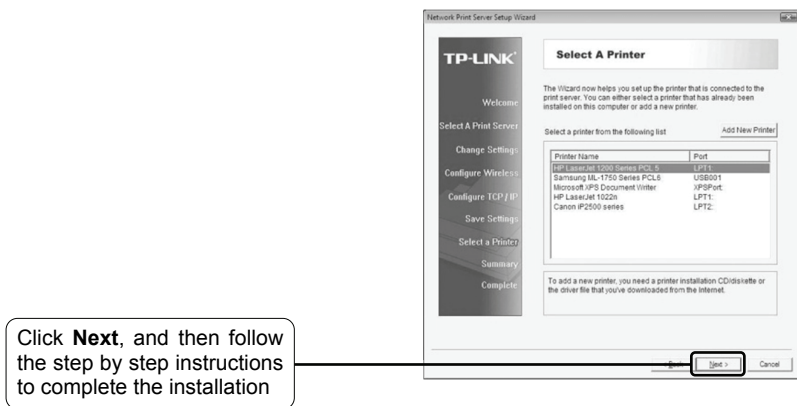 Network Print Server Setup Wizard
TP-LINK
Select A Printer
Welcome
Select A Print Server
Change Settings
Configure Wireless
Configure TCP / IP
Save Settings
Select a Printer
Summary
Complete
The Wizard now helps you set up the printer that is connected to the
print server. You can either select a printer that has already been
installed on this computer or add a new printer.
Select a printer from the following list
Add New Printer
Printer Name Port
HP LaserJet 1200 Series PCL 5 LPT1:
Samsung ML-1750 Series PCL6 USB001
Microsoft XPS Document Writer XPSPort:
HP LaserJet 1022n LPT1:
Canon iP2500 series LPT2:
To add a new printer, you need a printer installation CD/diskette or
the driver file that you've downloaded from the Internet.
< Back Next > Cancel
Click Next, and then follow
the step by step instructions
to complete the installation